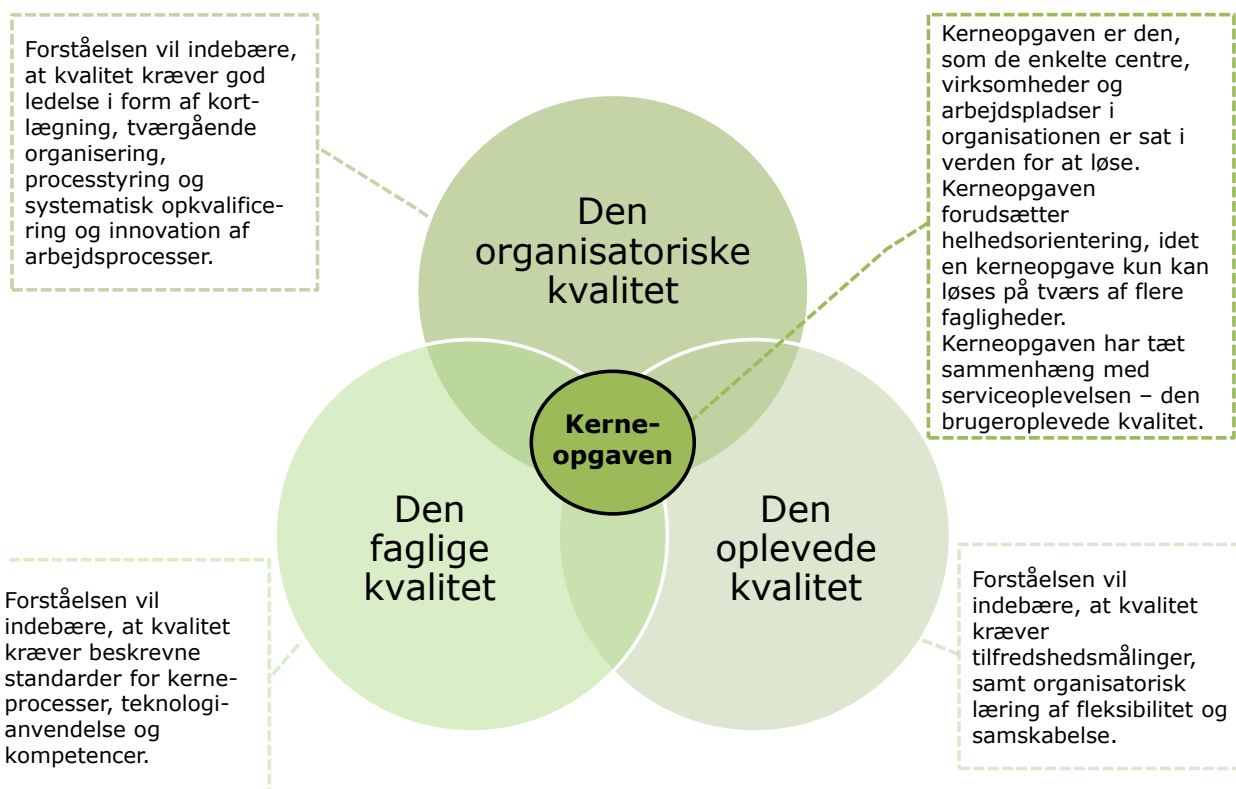 Forståelsen vil indebære,
at kvalitet kræver god
ledelse i form af kort-
lægning, tværgående
organisering,
processtyring og
systematisk opkvalifice-
ring og innovation af
arbejdsprocesser.
Kerneopgaven er den,
som de enkelte centre,
virksomheder og
arbejdspladser i
organisationen er sat i
verden for at løse.
Kerneopgaven
forudsætter
helhedsorientering, idet
en kerneopgave kun kan
løses på tværs af flere
fagligheder.
Kerneopgaven har tæt
sammenhæng med
serviceoplevelsen – den
brugeroplevede kvalitet.
Den
organisatoriske
kvalitet
Kerne-
opgaven
Den
faglige
kvalitet
Den
oplevede
kvalitet
Forståelsen vil
indebære, at kvalitet
kræver beskrevne
standarder for kerne-
processer, teknologi-
anvendelse og
kompetencer.
Forståelsen vil
indebære, at kvalitet
kræver
tilfredshedsmålinger,
samt organisatorisk
læring af fleksibilitet og
samskabelse.